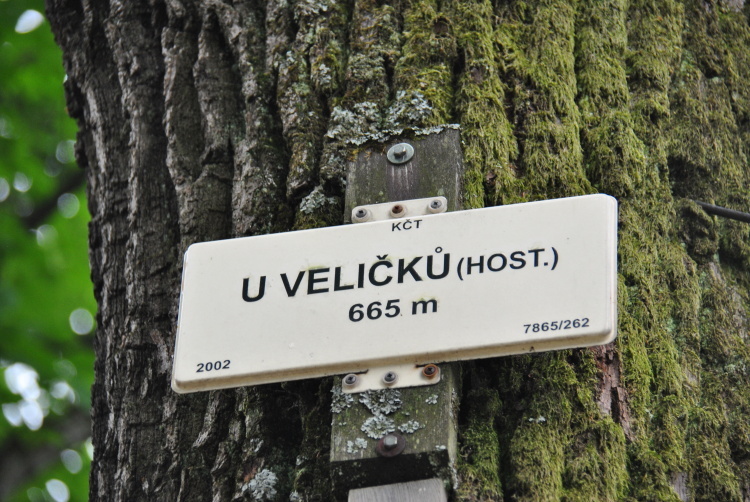 KČT
U VELIČKŮ (HOST.)
665 m
7865/262
2002